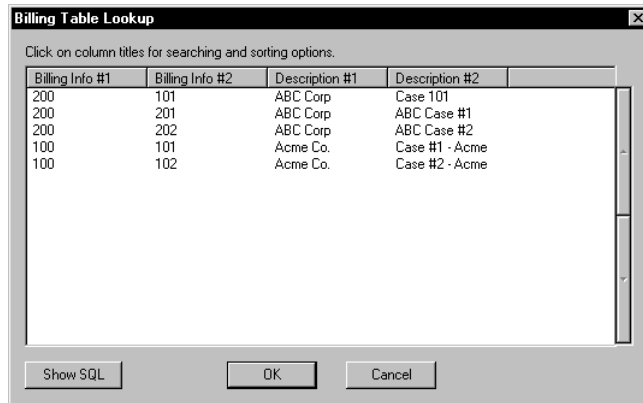 Billing Table Lookup
Click on column titles for searching and sorting options.
Billing Info #1 Billing Info #2 Description #1 Description #2
200 101 ABC Corp Case 101
200 201 ABC Corp ABC Case #1
200 202 ABC Corp ABC Case #2
100 101 Acme Co. Case #1 - Acme
100 102 Acme Co. Case #2 - Acme
Show SQL OK Cancel